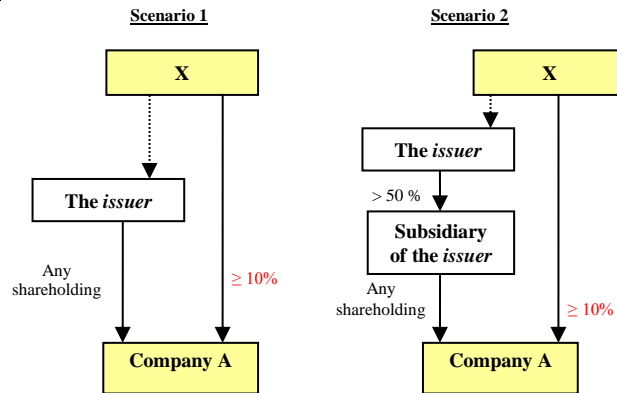 Scenario 1
X
The issuer
Any
shareholding
≥ 10%
Company A
Scenario 2
X
The issuer
> 50 %
Subsidiary
of the issuer
Any
shareholding
≥ 10%
Company A